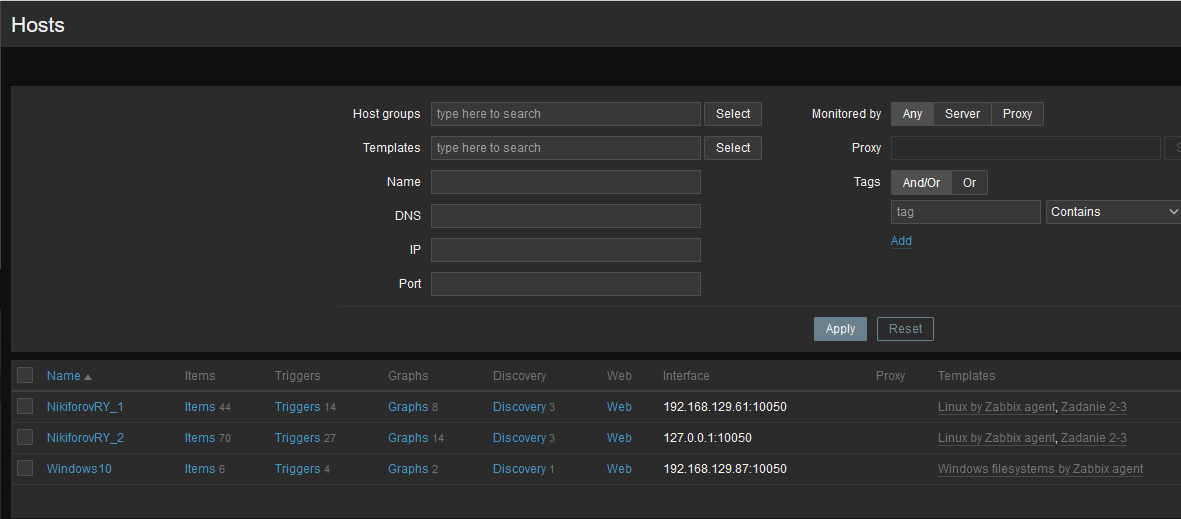 Hosts
Host groups type here to search Select Monitored by Any Server Proxy
Templates type here to search Select Proxy
Name Tags And/Or Or
DNS tag Contains
IP Add
Port
Apply Reset
Name Items Triggers Graphs Discovery Web Interface Proxy Templates
NikiforovRY_1 Items 44 Triggers 14 Graphs 8 Discovery 3 Web 192.168.129.61:10050 Linux by Zabbix agent, Zadanie 2-3
NikiforovRY_2 Items 70 Triggers 27 Graphs 14 Discovery 3 Web 127.0.0.1:10050 Linux by Zabbix agent, Zadanie 2-3
Windows10 Items 6 Triggers 4 Graphs 2 Discovery 1 Web 192.168.129.87:10050 Windows filesystems by Zabbix agent